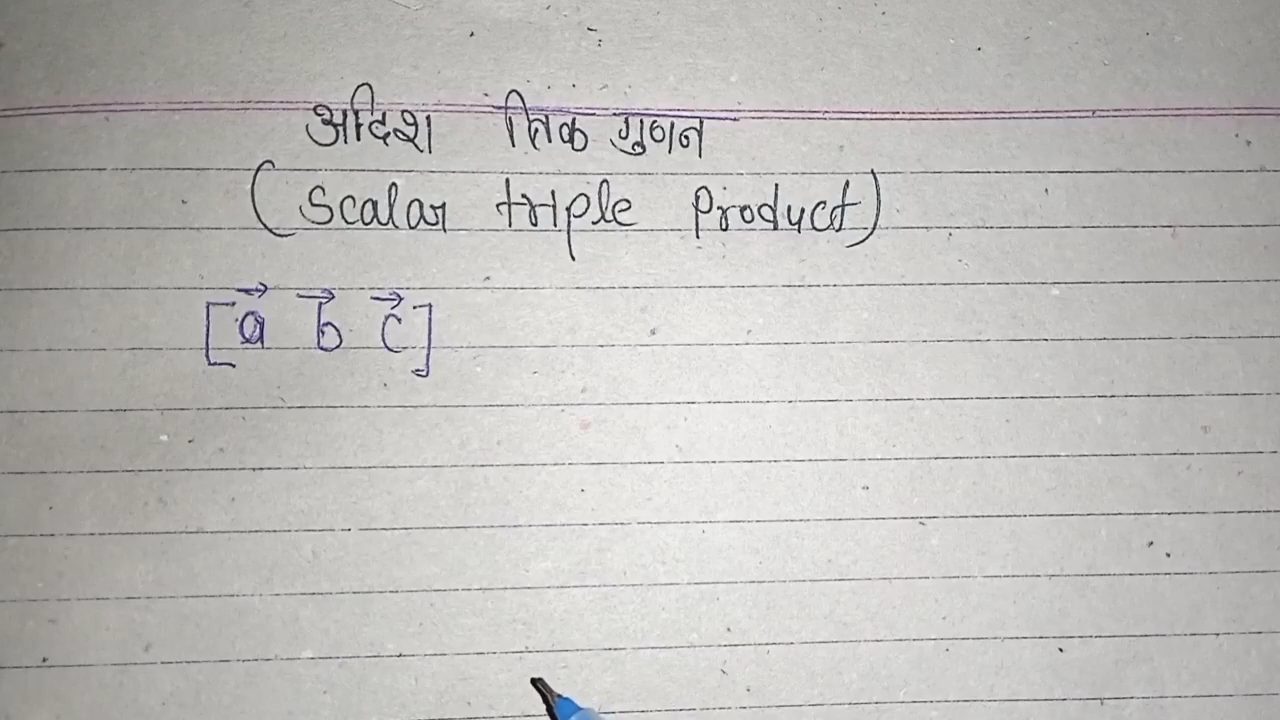 अदिश त्रिक गुणन
(Scalar triple Product)
[a⃗ b⃗ c⃗]